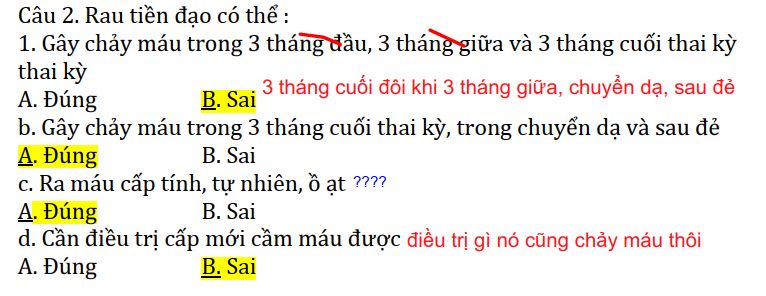 Câu 2. Rau tiền đạo có thể :
1. Gây chảy máu trong 3 tháng đầu, 3 tháng giữa và 3 tháng cuối thai kỳ
thai kỳ
A. Đúng B. Sai 3 tháng cuối đôi khi 3 tháng giữa, chuyển dạ, sau đẻ
b. Gây chảy máu trong 3 tháng cuối thai kỳ, trong chuyển dạ và sau đẻ
A. Đúng B. Sai
c. Ra máu cấp tính, tự nhiên, ồ ạt ????
A. Đúng B. Sai
d. Cần điều trị cấp mới cầm máu được điều trị gì nó cũng chảy máu thôi
A. Đúng B. Sai